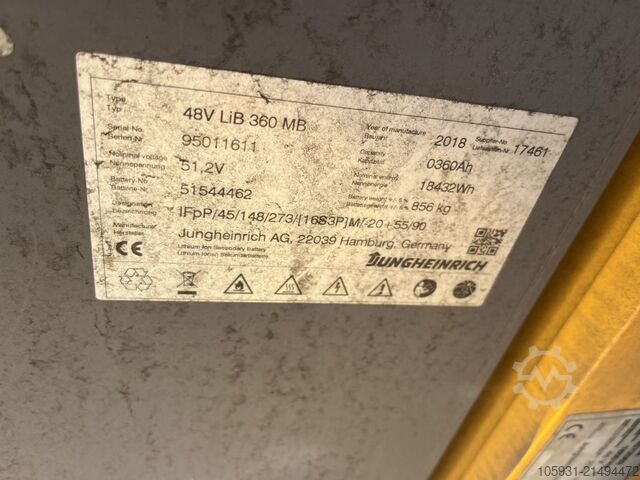 Type
Typ
48V LiB 360 MB
Serial-No.
Serien-Nr.
95011611
Year of manufacture
Baujahr
2018
Supplier-No
Lieferanten-Nr.
17461
Nominal voltage
Nennspannung
51,2V
Capacity
Kapazität
0360Ah
Battery-No
Batterie-Nr.
51544462
Nominal energy
Nennenergie
18432Wh
Designation
Bezeichnung
IFpP/45/148/273/[16S3P]M/-20+55/90
Battery weight ± 5 %
856 kg
Manufacturer
Hersteller
Jungheinrich AG, 22039 Hamburg, Germany
CE
Lithium Ion Secondary Battery
Lithium Ionen Sekundärbatterie
JUNGHEINRICH
105931-21494472